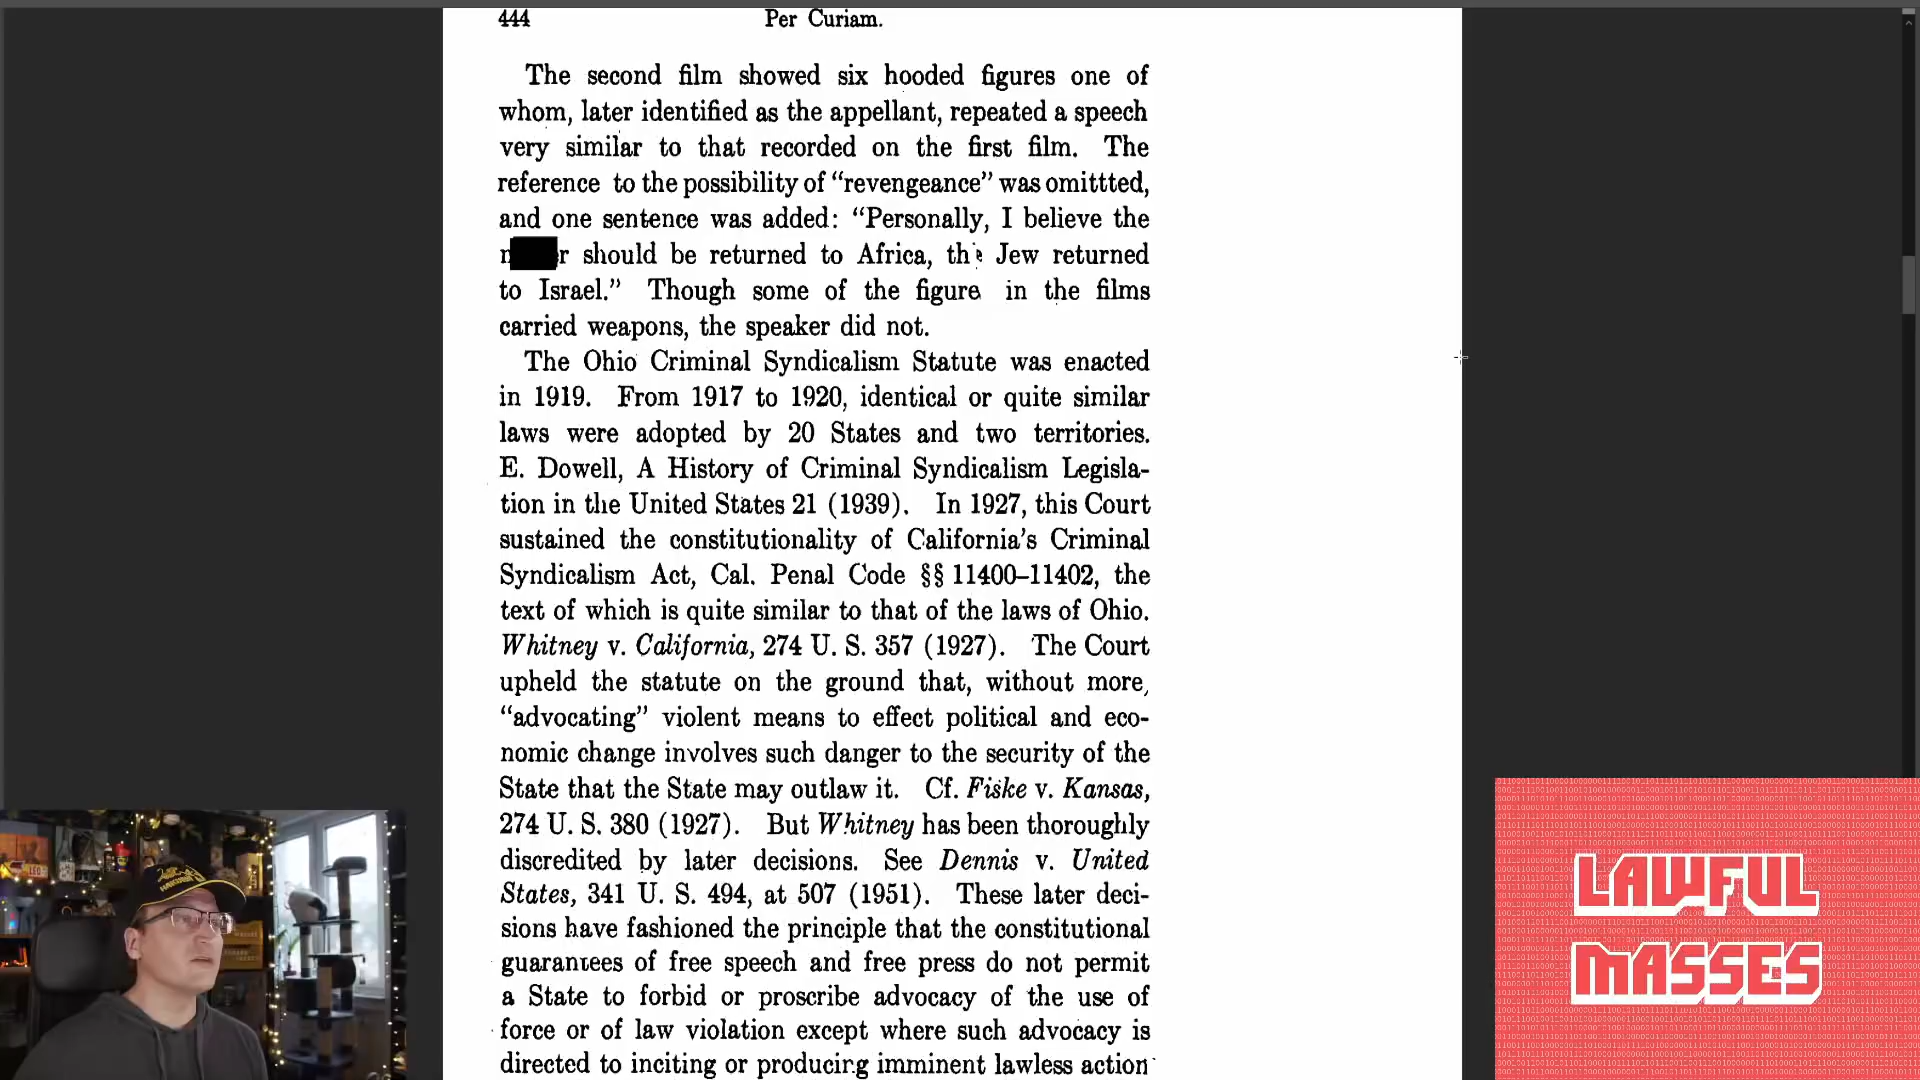 444 Per Curiam.
The second film showed six hooded figures one of
whom, later identified as the appellant, repeated a speech
very similar to that recorded on the first film. The
reference to the possibility of “revengeance” was omittted,
and one sentence was added: “Personally, I believe the
should be returned to Africa, the Jew returned
to Israel.” Though some of the figure in the films
carried weapons, the speaker did not.
The Ohio Criminal Syndicalism Statute was enacted
in 1919. From 1917 to 1920, identical or quite similar
laws were adopted by 20 States and two territories.
E. Dowell, A History of Criminal Syndicalism Legisla-
tion in the United States 21 (1939). In 1927, this Court
sustained the constitutionality of California’s Criminal
Syndicalism Act, Cal. Penal Code §§ 11400–11402, the
text of which is quite similar to that of the laws of Ohio.
Whitney v. California, 274 U. S. 357 (1927). The Court
upheld the statute on the ground that, without more,
“advocating” violent means to effect political and eco-
nomic change involves such danger to the security of the
State that the State may outlaw it. Cf. Fiske v. Kansas,
274 U. S. 380 (1927). But Whitney has been thoroughly
discredited by later decisions. See Dennis v. United
States, 341 U. S. 494, at 507 (1951). These later deci-
sions have fashioned the principle that the constitutional
guarantees of free speech and free press do not permit
a State to forbid or proscribe advocacy of the use of
force or of law violation except where such advocacy is
directed to inciting or producing imminent lawless action
LAWFUL
MASSES